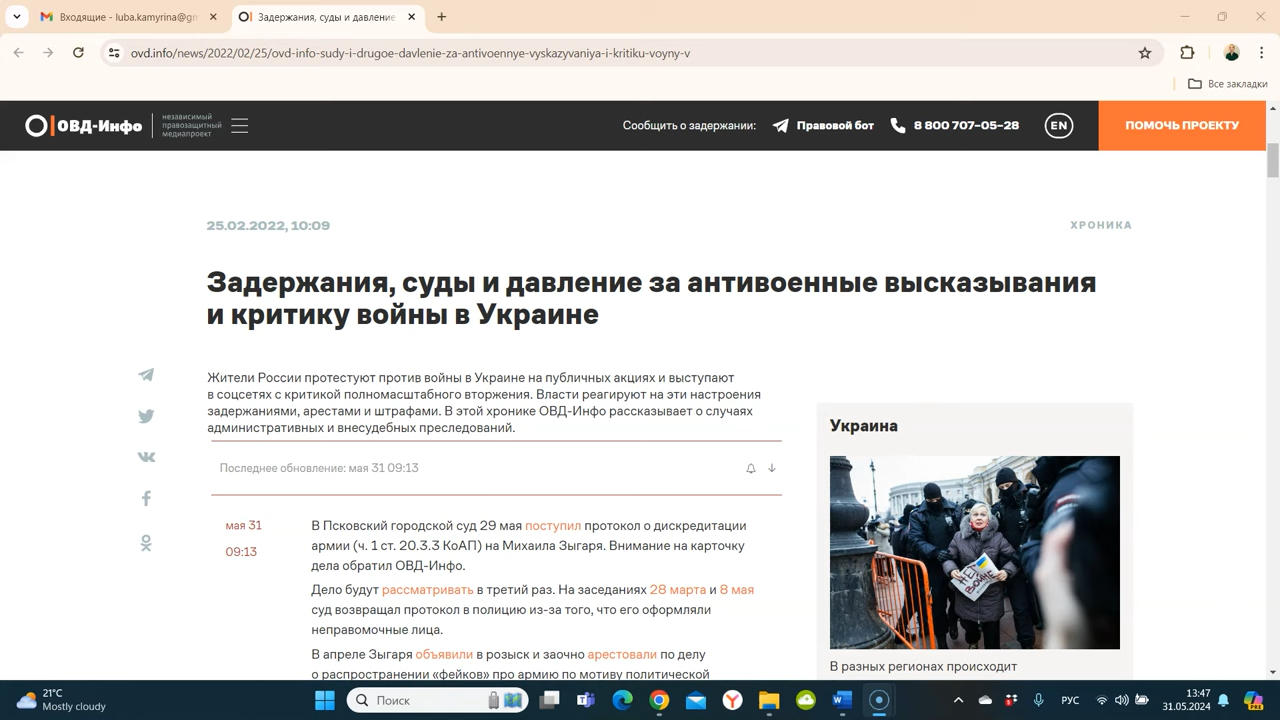 Входящие - luba.kamyrina@gm
Задержания, суды и давление
ovd.info/news/2022/02/25/ovd-info-sudy-i-drugoe-davlenie-za-antivoennye-vyskazyvaniya-i-kritiku-voyny-v
Все закладки
ОВД-Инфо
независимый
правозащитный
медиапроект
Сообщить о задержании:
Правовой бот
8 800 707-05-28
EN
ПОМОЧЬ ПРОЕКТУ
25.02.2022, 10:09
ХРОНИКА
Задержания, суды и давление за антивоенные высказывания
и критику войны в Украине
Жители России протестуют против войны в Украине на публичных акциях и выступают
в соцсетях с критикой полномасштабного вторжения. Власти реагируют на эти настроения
задержаниями, арестами и штрафами. В этой хронике ОВД-Инфо рассказывает о случаях
административных и внесудебных преследований.
Последнее обновление: мая 31 09:13
мая 31
09:13
В Псковский городской суд 29 мая поступил протокол о дискредитации
армии (ч. 1 ст. 20.3.3 КоАП) на Михаила Зыгаря. Внимание на карточку
дела обратил ОВД-Инфо.
Дело будут рассматривать в третий раз. На заседаниях 28 марта и 8 мая
суд возвращал протокол в полицию из-за того, что его оформляли
неправомочные лица.
В апреле Зыгаря объявили в розыск и заочно арестовали по делу
о распространении «фейков» про армию по мотиву политической
Украина
НЕТ ВОЙНЕ
В разных регионах происходит
21°C
Mostly cloudy
Поиск
РУС
13:47
31.05.2024